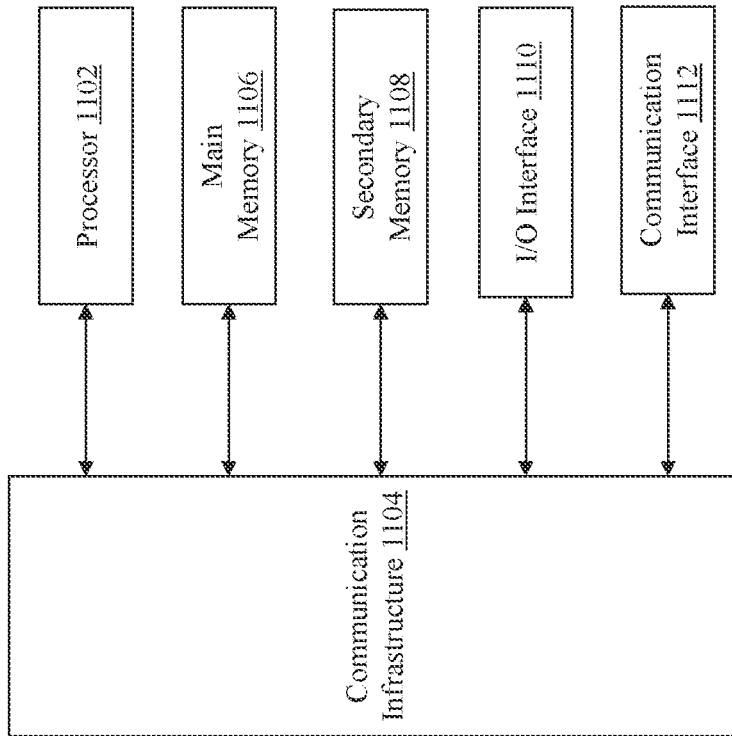 Processor 1102
Main
Memory 1106
Secondary
Memory 1108
I/O Interface 1110
Communication
Interface 1112
Communication
Infrastructure 1104